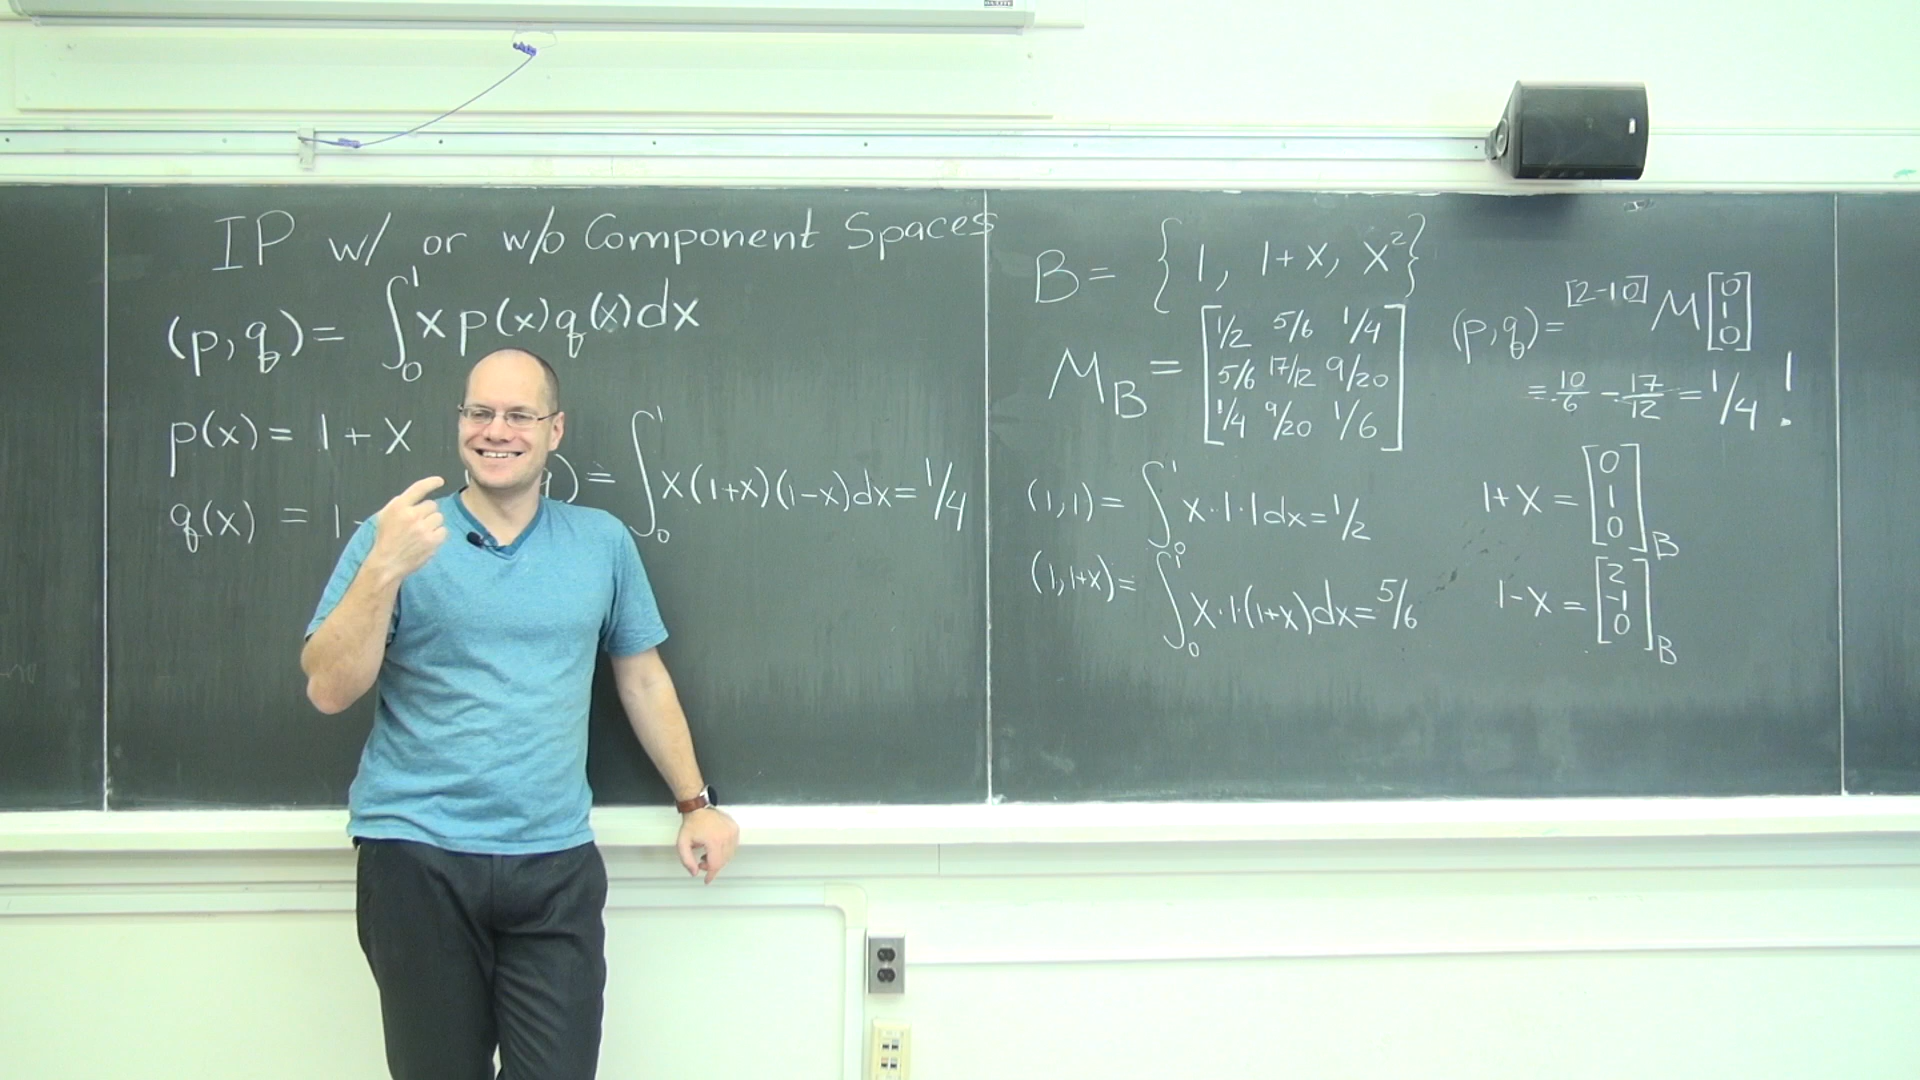 IP w/ or w/o Component Spaces
(p,q)= ∫₀¹ x p(x)q(x)dx
p(x)= 1+x
q(x) = 1-
q)= ∫₀¹ x(1+x)(1-x)dx=1/4
B= {1, 1+x, x²}
M_B = [1/2 5/6 1/4
5/6 17/12 9/20
1/4 9/20 1/6]
(1,1)= ∫₀¹ x·1·1dx=1/2
(1,1+x)= ∫₀¹ x·1·(1+x)dx=5/6
(p,q)= [2 -1 0] M [0 1 0]
= 10/6 - 17/12 = 1/4 !
1+x = [0 1 0]_B
1-x = [2 -1 0]_B